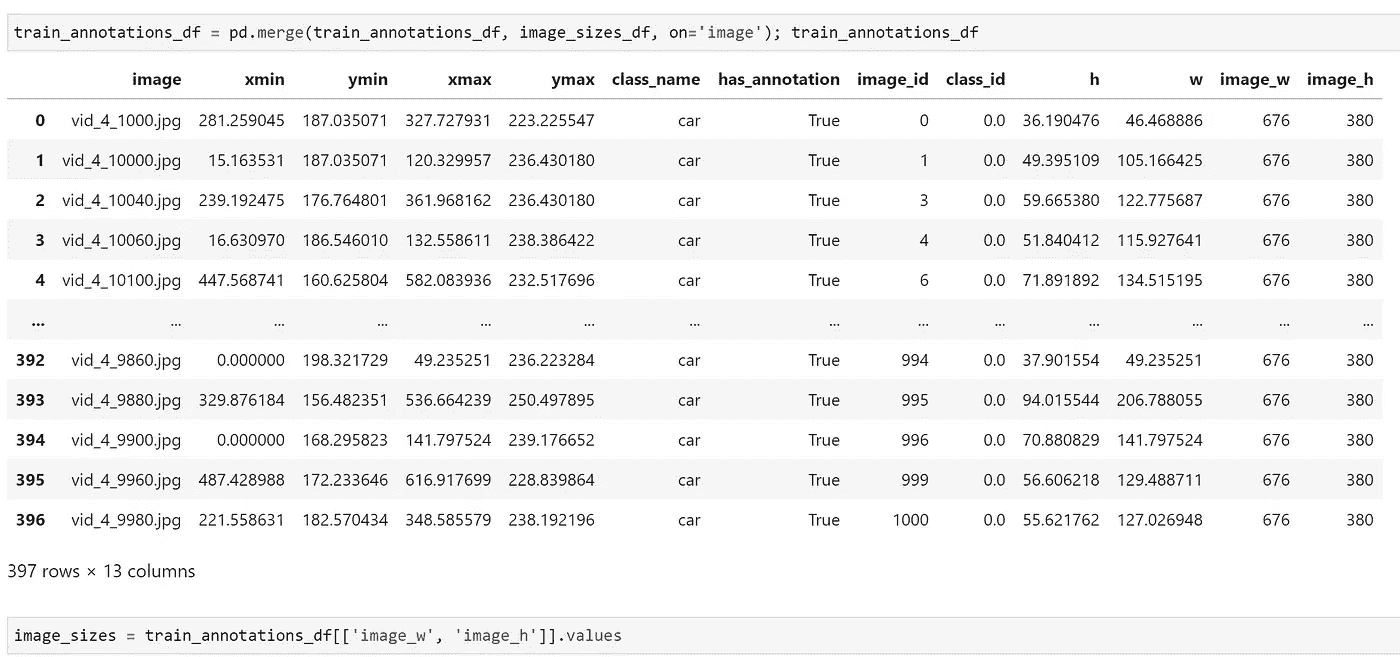 train_annotations_df = pd.merge(train_annotations_df, image_sizes_df, on='image'); train_annotations_df
image xmin ymin xmax ymax class_name has_annotation image_id class_id h w image_w image_h
0 vid_4_1000.jpg 281.259045 187.035071 327.727931 223.225547 car True 0 0.0 36.190476 46.468886 676 380
1 vid_4_10000.jpg 15.163531 187.035071 120.329957 236.430180 car True 1 0.0 49.395109 105.166425 676 380
2 vid_4_10040.jpg 239.192475 176.764801 361.968162 236.430180 car True 3 0.0 59.665380 122.775687 676 380
3 vid_4_10060.jpg 16.630970 186.546010 132.558611 238.386422 car True 4 0.0 51.840412 115.927641 676 380
4 vid_4_10100.jpg 447.568741 160.625804 582.083936 232.517696 car True 6 0.0 71.891892 134.515195 676 380
... ... ... ... ... ... ... ... ... ... ... ... ... ...
392 vid_4_9860.jpg 0.000000 198.321729 49.235251 236.223284 car True 994 0.0 37.901554 49.235251 676 380
393 vid_4_9880.jpg 329.876184 156.482351 536.664239 250.497895 car True 995 0.0 94.015544 206.788055 676 380
394 vid_4_9900.jpg 0.000000 168.295823 141.797524 239.176652 car True 996 0.0 70.880829 141.797524 676 380
395 vid_4_9960.jpg 487.428988 172.233646 616.917699 228.839864 car True 999 0.0 56.606218 129.488711 676 380
396 vid_4_9980.jpg 221.558631 182.570434 348.585579 238.192196 car True 1000 0.0 55.621762 127.026948 676 380
397 rows × 13 columns
image_sizes = train_annotations_df[['image_w', 'image_h']].values